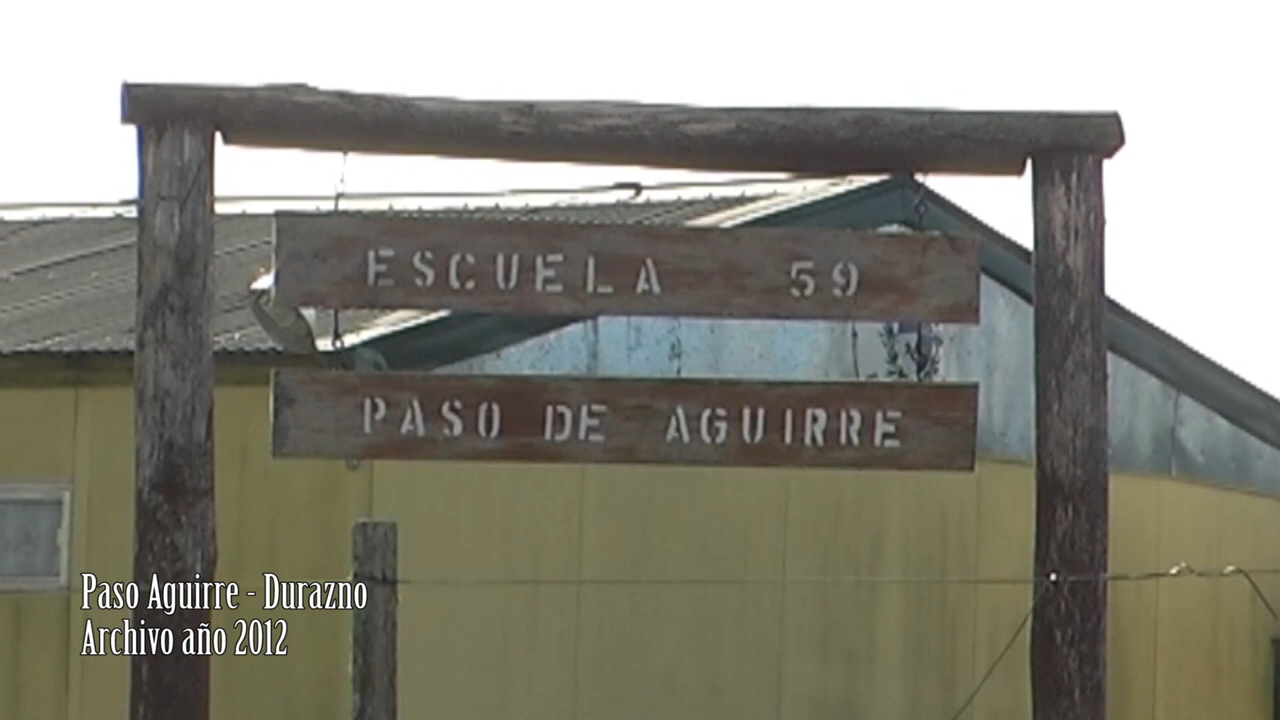 ESCUELA 59
PASO DE AGUIRRE
Paso Aguirre - Durazno
Archivo año 2012